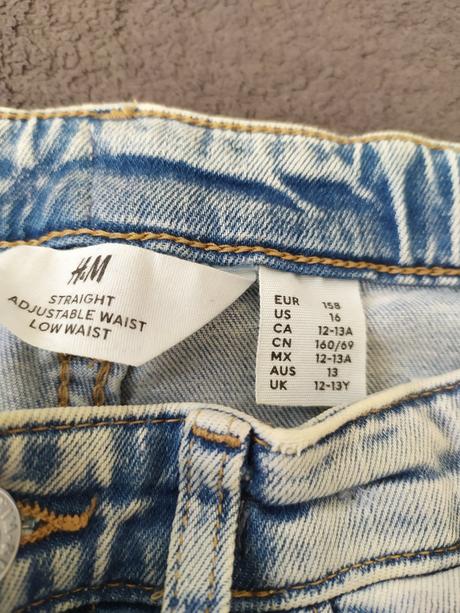 H&M
STRAIGHT
ADJUSTABLE WAIST
LOW WAIST
EUR 158
US 16
CA 12-13A
CN 160/69
MX 12-13A
AUS 13
UK 12-13Y